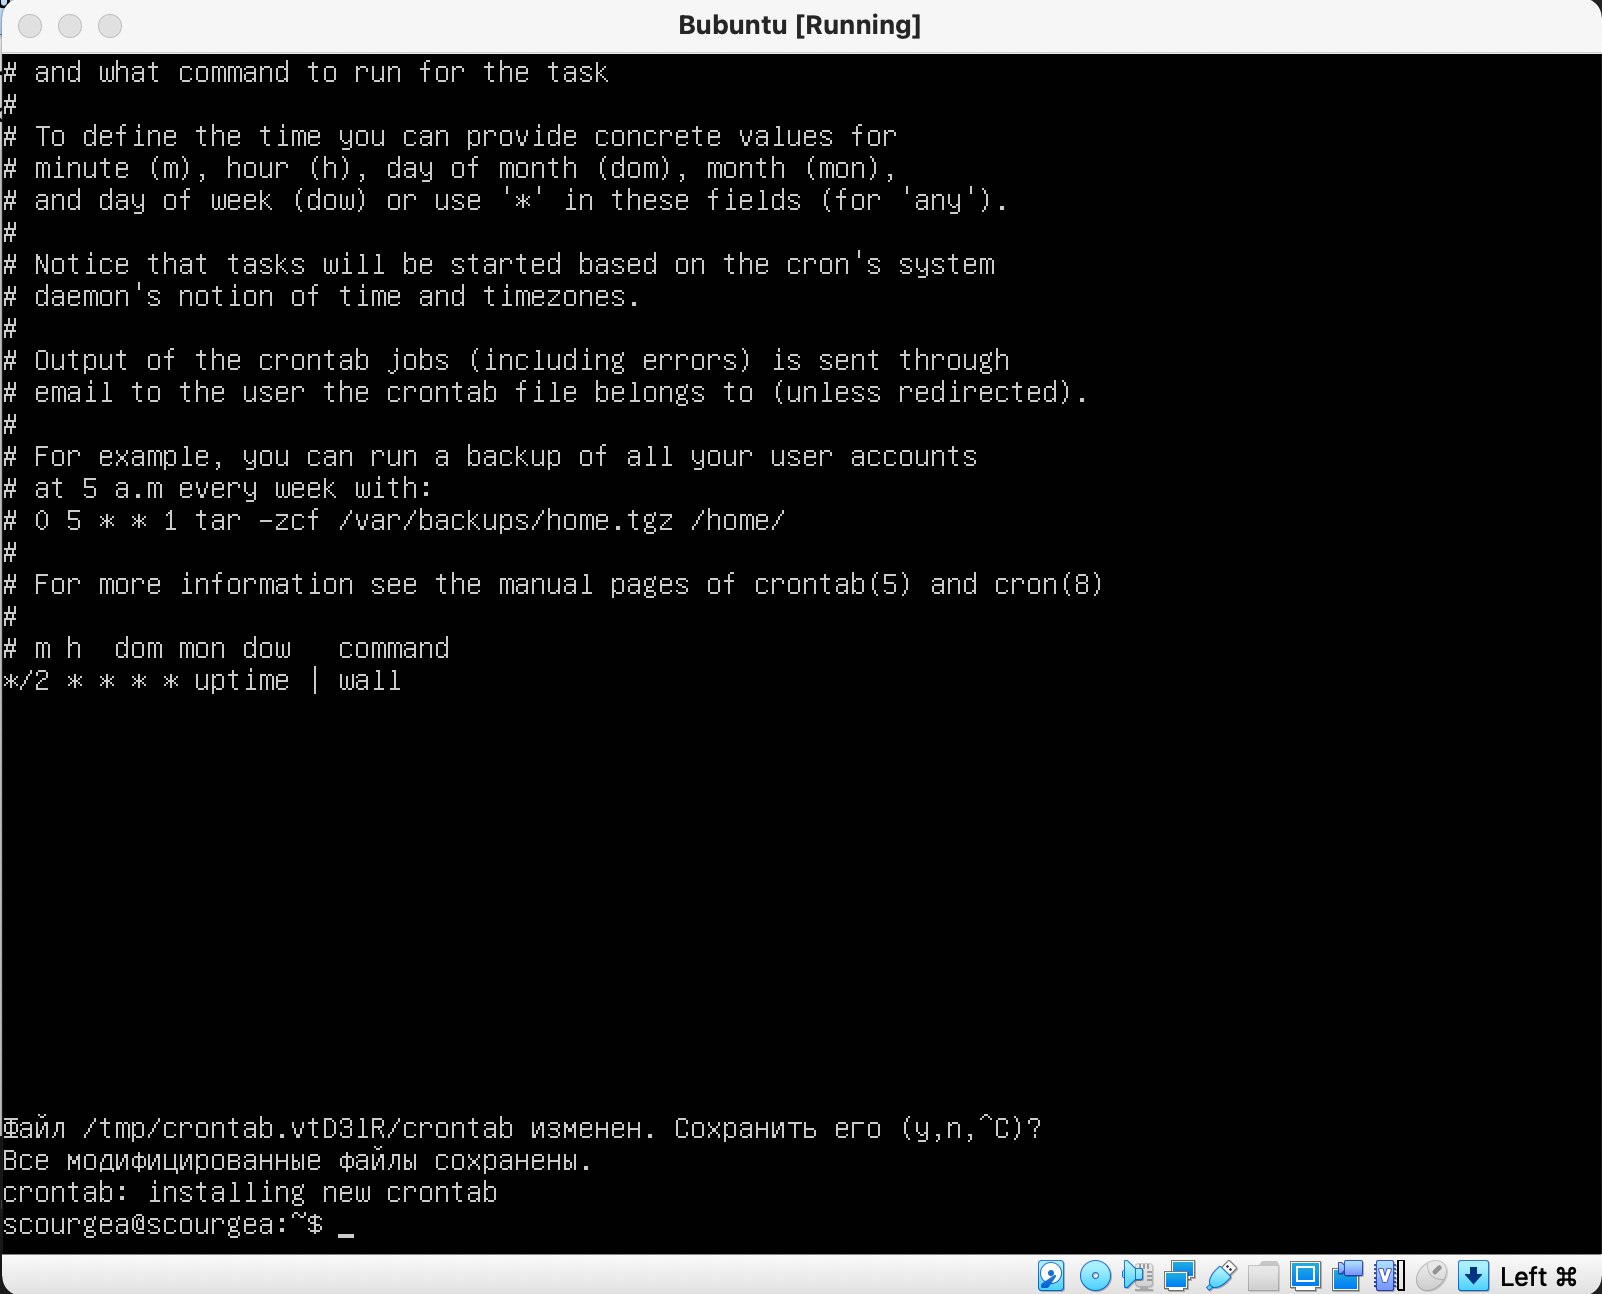 Bubuntu [Running]
# and what command to run for the task
#
# To define the time you can provide concrete values for
# minute (m), hour (h), day of month (dom), month (mon),
# and day of week (dow) or use '*' in these fields (for 'any').
#
# Notice that tasks will be started based on the cron's system
# daemon's notion of time and timezones.
#
# Output of the crontab jobs (including errors) is sent through
# email to the user the crontab file belongs to (unless redirected).
#
# For example, you can run a backup of all your user accounts
# at 5 a.m every week with:
# 0 5 * * 1 tar -zcf /var/backups/home.tgz /home/
#
# For more information see the manual pages of crontab(5) and cron(8)
#
# m h  dom mon dow   command
*/2 * * * * uptime | wall
Файл /tmp/crontab.vtD3lR/crontab изменен. Сохранить его (y,n,^C)?
Все модифицированные файлы сохранены.
crontab: installing new crontab
scourgea@scourgea:~$ _
Left ⌘